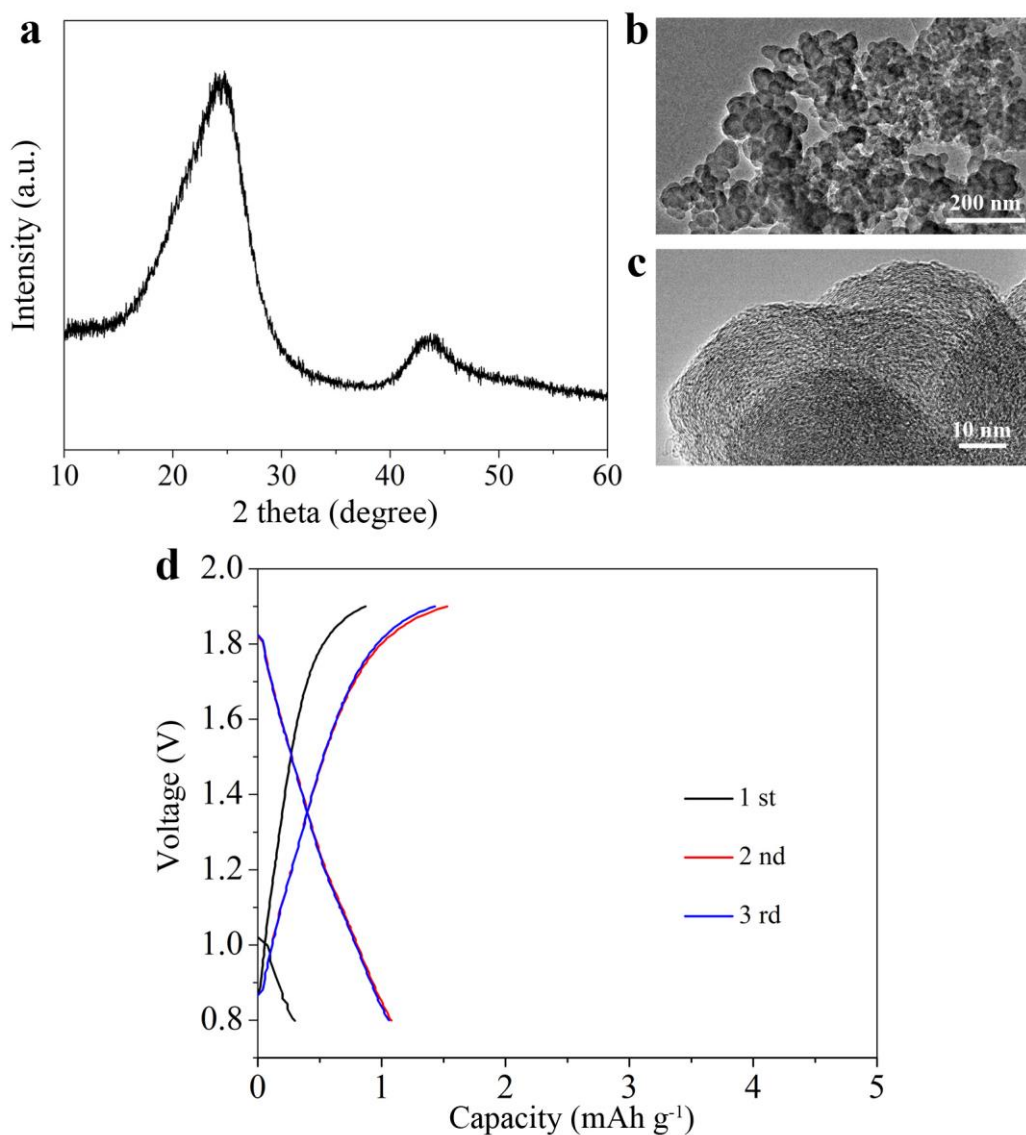 a
Intensity (a.u.)
10 20 30 40 50 60
2 theta (degree)
b
200 nm
c
10 nm
d
2.0
1.8
1.6
1.4
1.2
1.0
0.8
Voltage (V)
1 st
2 nd
3 rd
0 1 2 3 4 5
Capacity (mAh g⁻¹)